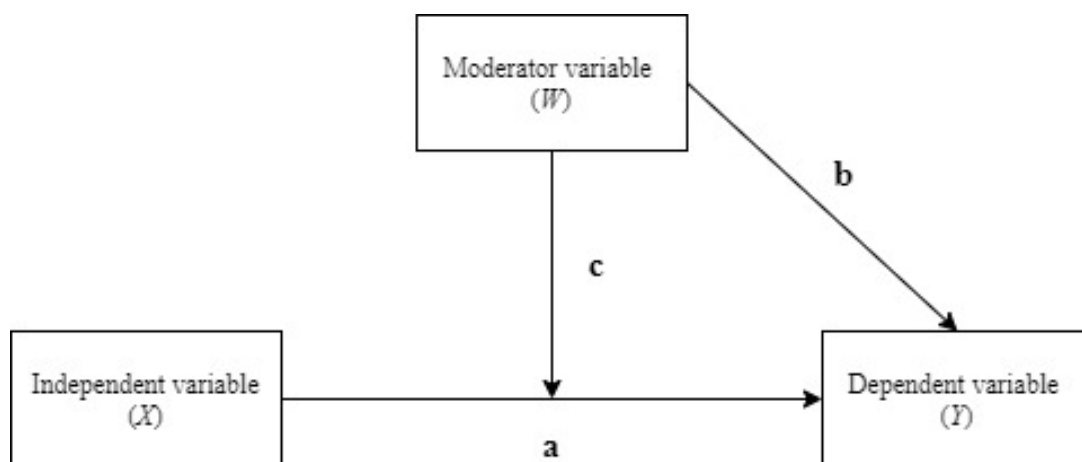 Moderator variable
(W)
b
c
Independent variable
(X)
Dependent variable
(Y)
a